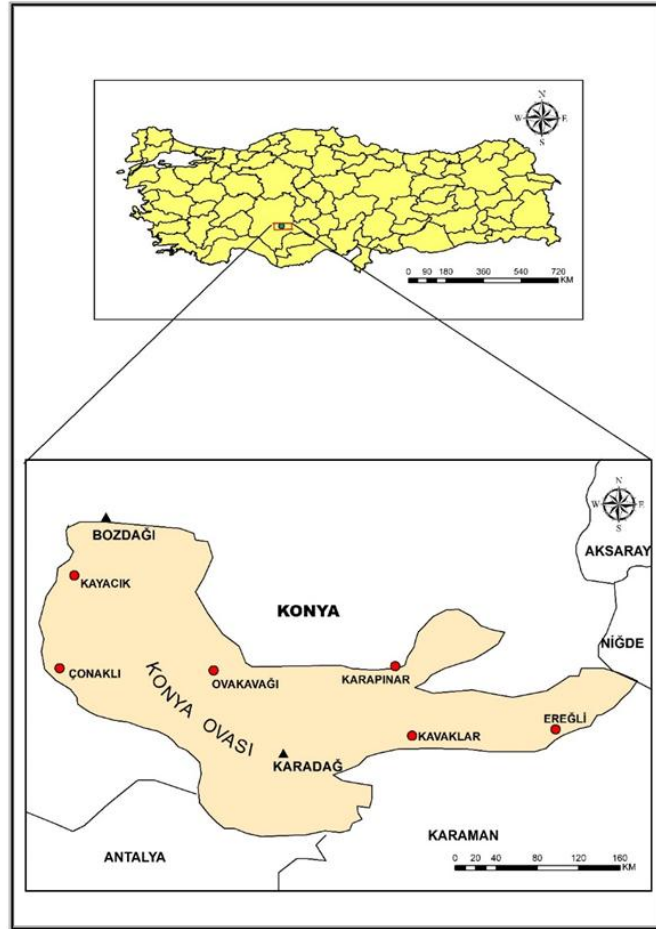 N
W E
S
0 90 180 360 540 720
KM
N
W E
S
BOZDAĞI
AKSARAY
KAYACIK
KONYA
NİĞDE
ÇONAKLI
OVAKAVAĞI
KARAPINAR
KONYA OVASI
EREĞLİ
KAVAKLAR
KARADAĞ
KARAMAN
ANTALYA
0 20 40 80 120 160
KM